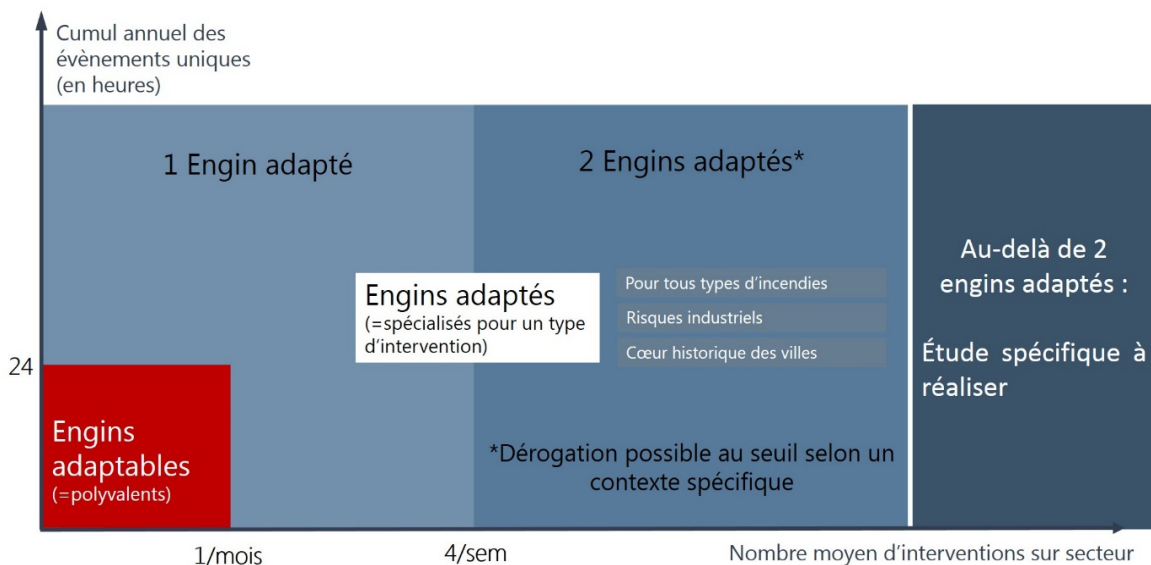 Cumul annuel des
évènements uniques
(en heures)
1 Engin adapté
2 Engins adaptés*
Au-delà de 2
engins adaptés :
Étude spécifique à
réaliser
Engins adaptés
(=spécialisés pour un type
d’intervention)
Pour tous types d’incendies
Risques industriels
Cœur historique des villes
24
Engins
adaptables
(=polyvalents)
*Dérogation possible au seuil selon un
contexte spécifique
1/mois
4/sem
Nombre moyen d’interventions sur secteur